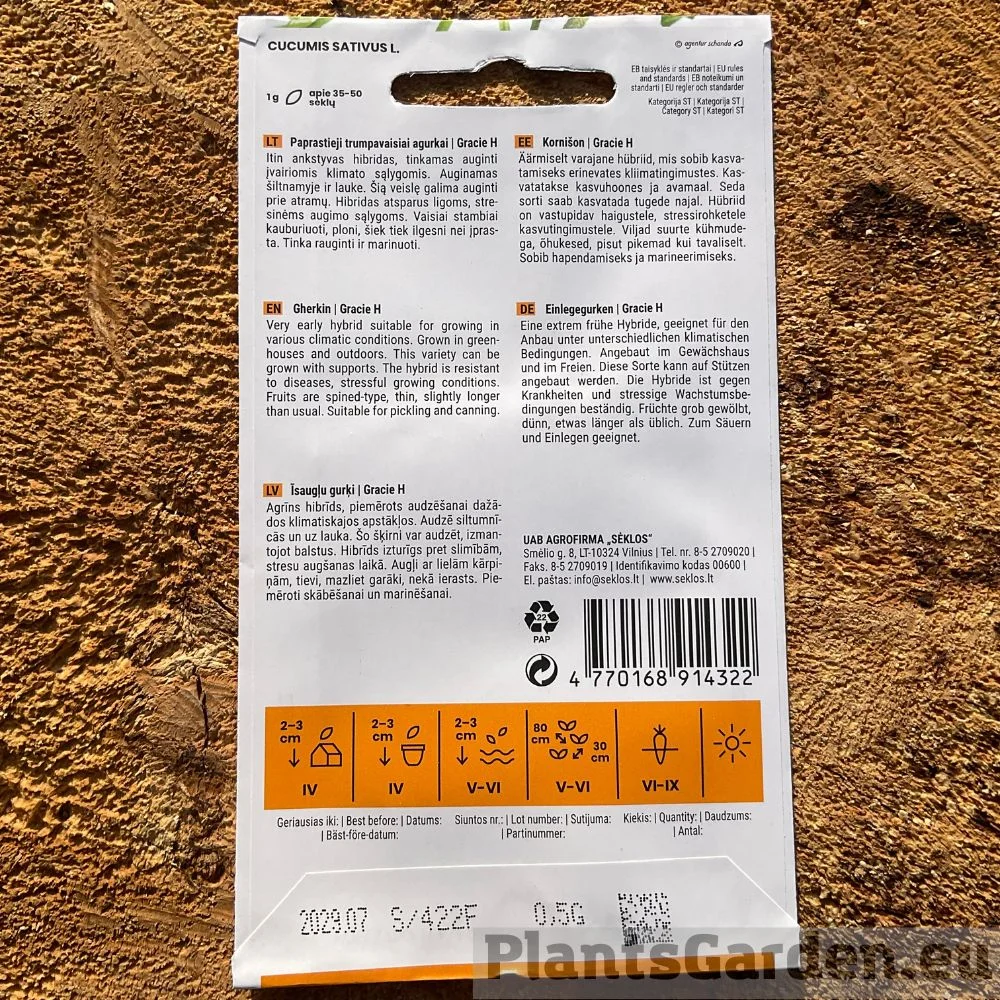 CUCUMIS SATIVUS L.
© agentur schanda
EB taisyklės ir standartai | EU rules
and standards | EB noteikumi un
standarti | EU regler och standarder
Kategorija ST | Kategorija ST |
Category ST | Kategori ST
1 g apie 35-50
sėklų
LT Paprastieji trumpavaisiai agurkai | Gracie H
Itin ankstyvas hibridas, tinkamas auginti
įvairiomis klimato sąlygomis. Auginamas
šiltnamyje ir lauke. Šią veislę galima auginti
prie atramų. Hibridas atsparus ligoms, stre-
sinėms augimo sąlygoms. Vaisiai stambiai
kauburiuoti, ploni, šiek tiek ilgesni nei įpras-
ta. Tinka rauginti ir marinuoti.
EE Kornišon | Gracie H
Äärmiselt varajane hübriid, mis sobib kasva-
tamiseks erinevates kliimatingimustes. Kas-
vatatakse kasvuhoones ja avamaal. Seda
sorti saab kasvatada tugede najal. Hübriid
on vastupidav haigustele, stressirohketele
kasvutingimustele. Viljad suurte kühmude-
ga, õhukesed, pisut pikemad kui tavaliselt.
Sobib hapendamiseks ja marineerimiseks.
EN Gherkin | Gracie H
Very early hybrid suitable for growing in
various climatic conditions. Grown in green-
houses and outdoors. This variety can be
grown with supports. The hybrid is resistant
to diseases, stressful growing conditions.
Fruits are spined-type, thin, slightly longer
than usual. Suitable for pickling and canning.
DE Einlegegurken | Gracie H
Eine extrem frühe Hybride, geeignet für den
Anbau unter unterschiedlichen klimatischen
Bedingungen. Angebaut im Gewächshaus
und im Freien. Diese Sorte kann auf Stützen
angebaut werden. Die Hybride ist gegen
Krankheiten und stressige Wachstumsbe-
dingungen beständig. Früchte grob gewölbt,
dünn, etwas länger als üblich. Zum Säuern
und Einlegen geeignet.
LV Īsaugļu gurķi | Gracie H
Agrīns hibrīds, piemērots audzēšanai dažā-
dos klimatiskajos apstākļos. Audzē siltumnī-
cās un uz lauka. Šo šķirni var audzēt, izman-
tojot balstus. Hibrīds izturīgs pret slimībām,
stresu augšanas laikā. Augļi ar lielām kārpi-
ņām, tievi, mazliet garāki, nekā ierasts. Pie-
mēroti skābēšanai un marinēšanai.
UAB AGROFIRMA „SĖKLOS“
Smėlio g. 8, LT-10324 Vilnius | Tel. nr. 8-5 2709020 |
Faks. 8-5 2709019 | Identifikavimo kodas 00600 |
El. paštas: info@seklos.lt | www.seklos.lt
22
PAP
4 770168 914322
2-3
cm
IV
2-3
cm
IV
2-3
cm
V-VI
80
cm
30
cm
V-VI
VI-IX
Geriausias iki: | Best before: | Datums:
| Bäst-före-datum:
Siuntos nr.: | Lot number: | Sutijuma:
| Partinummer:
Kiekis: | Quantity: | Daudzums:
| Antal:
2029.07 S/422F 0,5G
PlantsGarden.eu